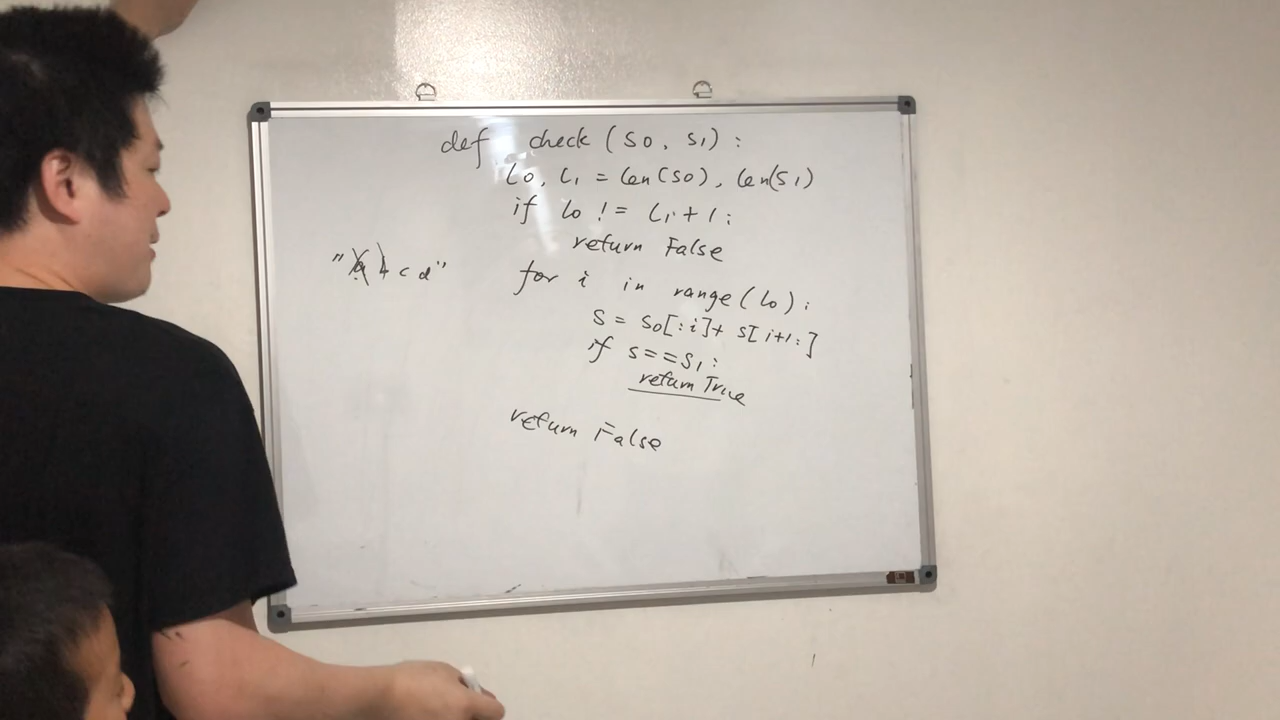 def check (s0, s1) :
l0, l1 = len(s0), len(s1)
if l0 != l1+1:
return False
"a b c d"
for i in range(l0):
s = s0[:i]+ s[i+1:]
if s==s1:
return True
return False